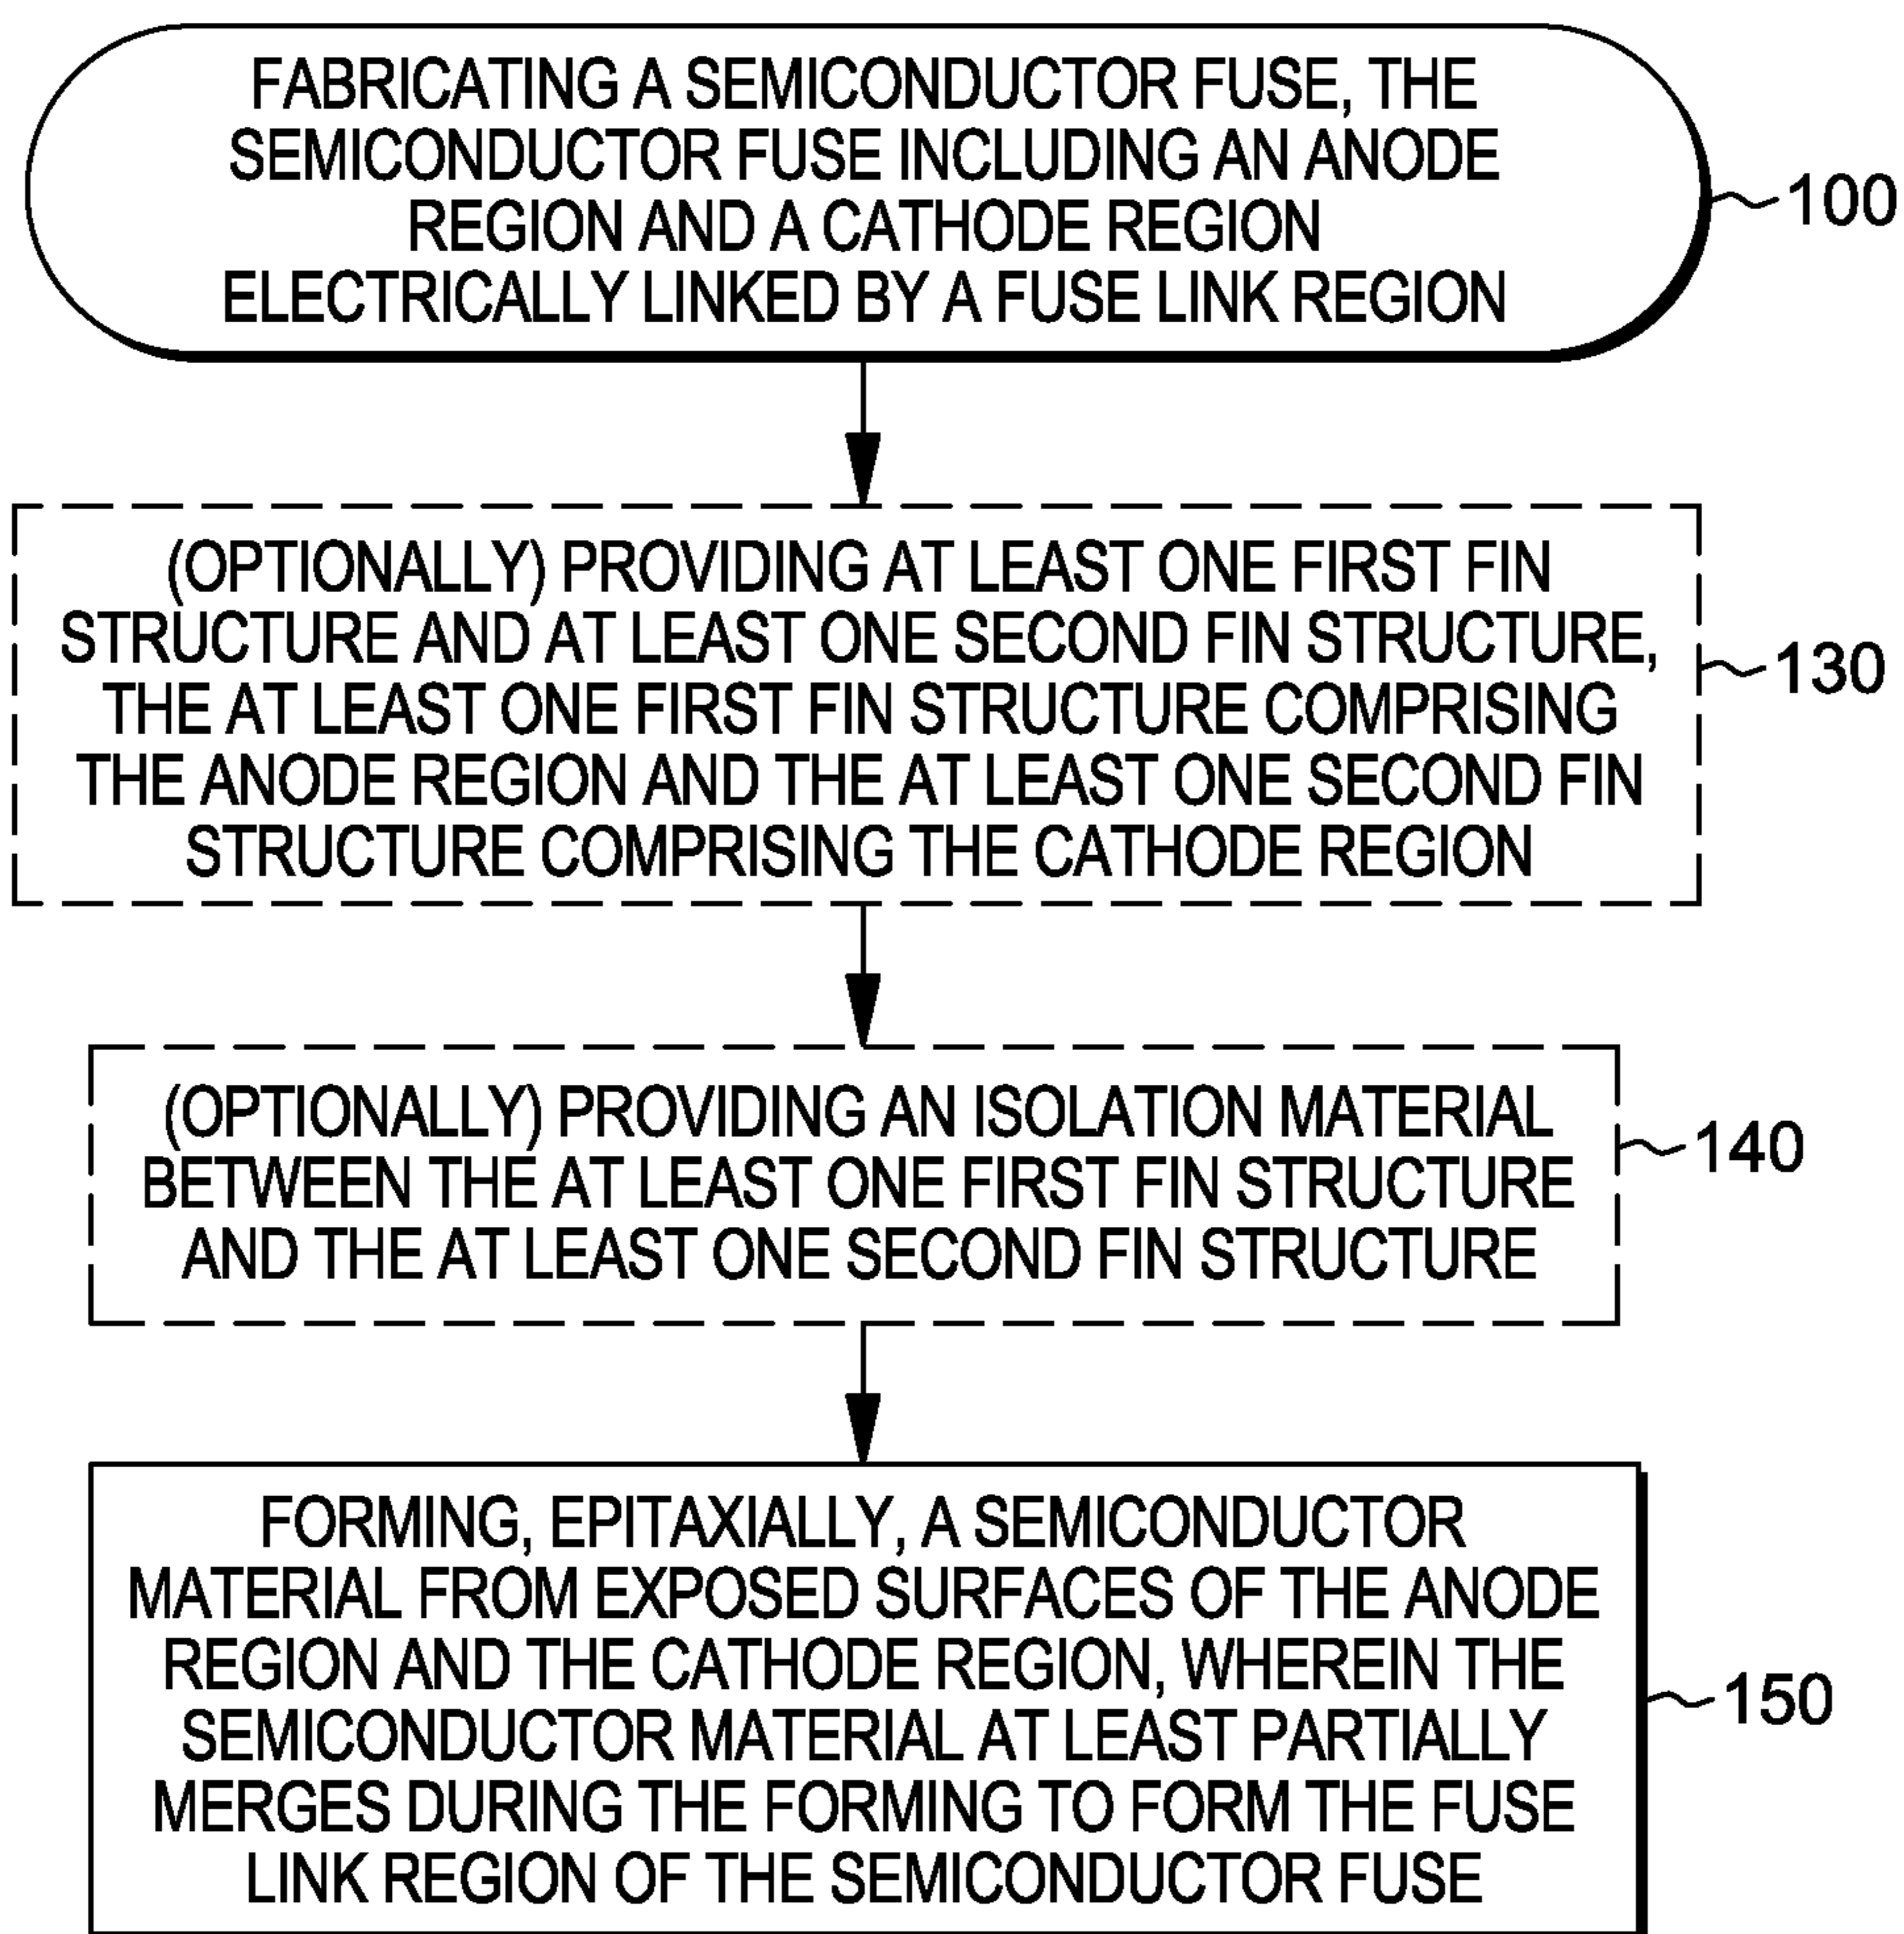 FABRICATING A SEMICONDUCTOR FUSE, THE
SEMICONDUCTOR FUSE INCLUDING AN ANODE
REGION AND A CATHODE REGION
ELECTRICALLY LINKED BY A FUSE LINK REGION
100
(OPTIONALLY) PROVIDING AT LEAST ONE FIRST FIN
STRUCTURE AND AT LEAST ONE SECOND FIN STRUCTURE,
THE AT LEAST ONE FIRST FIN STRUCTURE COMPRISING
THE ANODE REGION AND THE AT LEAST ONE SECOND FIN
STRUCTURE COMPRISING THE CATHODE REGION
130
(OPTIONALLY) PROVIDING AN ISOLATION MATERIAL
BETWEEN THE AT LEAST ONE FIRST FIN STRUCTURE
AND THE AT LEAST ONE SECOND FIN STRUCTURE
140
FORMING, EPITAXIALLY, A SEMICONDUCTOR
MATERIAL FROM EXPOSED SURFACES OF THE ANODE
REGION AND THE CATHODE REGION, WHEREIN THE
SEMICONDUCTOR MATERIAL AT LEAST PARTIALLY
MERGES DURING THE FORMING TO FORM THE FUSE
LINK REGION OF THE SEMICONDUCTOR FUSE
150